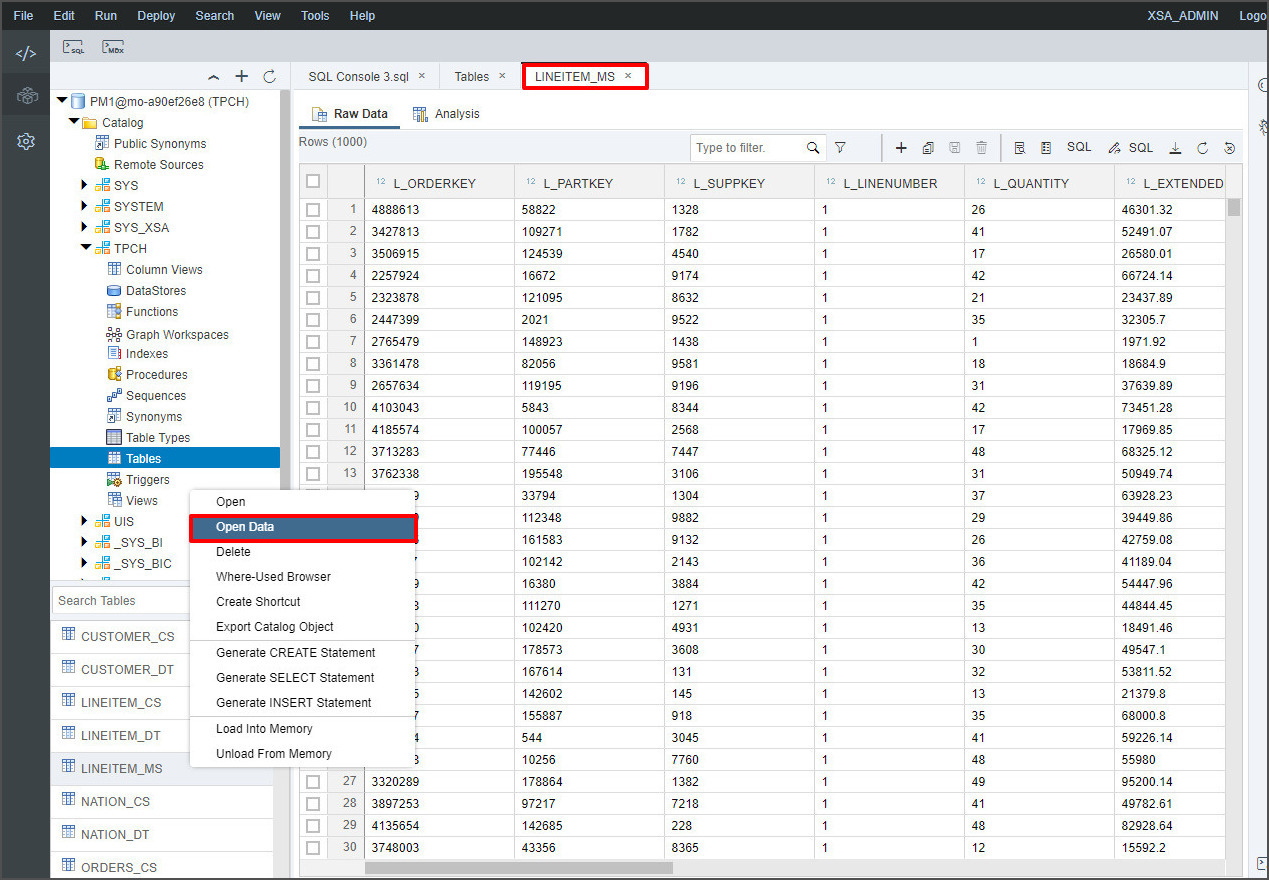 File Edit Run Deploy Search View Tools Help XSA_ADMIN Logo
SQL MDX
SQL Console 3.sql × Tables × LINEITEM_MS ×
PM1@mo-a90ef26e8 (TPCH)
Catalog
Public Synonyms
Remote Sources
SYS
SYSTEM
SYS_XSA
TPCH
Column Views
DataStores
Functions
Graph Workspaces
Indexes
Procedures
Sequences
Synonyms
Table Types
Tables
Triggers
Views
UIS
_SYS_BI
_SYS_BIC
Search Tables
CUSTOMER_CS
CUSTOMER_DT
LINEITEM_CS
LINEITEM_DT
LINEITEM_MS
NATION_CS
NATION_DT
ORDERS_CS
Open
Open Data
Delete
Where-Used Browser
Create Shortcut
Export Catalog Object
Generate CREATE Statement
Generate SELECT Statement
Generate INSERT Statement
Load Into Memory
Unload From Memory
Raw Data Analysis
Rows (1000) Type to filter. SQL SQL
12 L_ORDERKEY 12 L_PARTKEY 12 L_SUPPKEY 12 L_LINENUMBER 12 L_QUANTITY 12 L_EXTENDED
1 4888613 58822 1328 1 26 46301.32
2 3427813 109271 1782 1 41 52491.07
3 3506915 124539 4540 1 17 26580.01
4 2257924 16672 9174 1 42 66724.14
5 2323878 121095 8632 1 21 23437.89
6 2447399 2021 9522 1 35 32305.7
7 2765479 148923 1438 1 1 1971.92
8 3361478 82056 9581 1 18 18684.9
9 2657634 119195 9196 1 31 37639.89
10 4103043 5843 8344 1 42 73451.28
11 4185574 100057 2568 1 17 17969.85
12 3713283 77446 7447 1 48 68325.12
13 3762338 195548 3106 1 31 50949.74
9 33794 1304 1 37 63928.23
112348 9882 1 29 39449.86
161583 9132 1 26 42759.08
102142 2143 1 36 41189.04
9 16380 3884 1 42 54447.96
3 111270 1271 1 35 44844.45
0 102420 4931 1 13 18491.46
7 178573 3608 1 30 49547.1
3 167614 131 1 32 53811.52
5 142602 145 1 13 21379.8
7 155887 918 1 35 68000.8
4 544 3045 1 41 59226.14
3 10256 7760 1 48 55980
27 3320289 178864 1382 1 49 95200.14
28 3897253 97217 7218 1 41 49782.61
29 4135654 142685 228 1 48 82928.64
30 3748003 43356 8365 1 12 15592.2